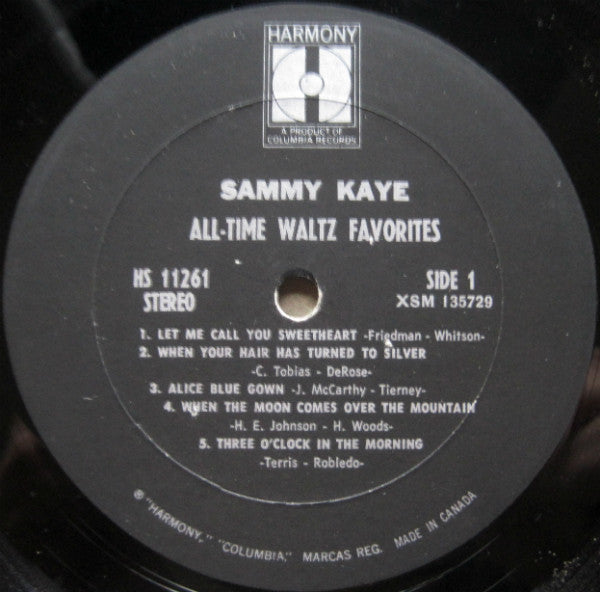 HARMONY
A PRODUCT OF
COLUMBIA RECORDS
SAMMY KAYE
ALL-TIME WALTZ FAVORITES
HS 11261
STEREO
SIDE 1
XSM 135729
1. LET ME CALL YOU SWEETHEART -Friedman - Whitson-
2. WHEN YOUR HAIR HAS TURNED TO SILVER
-C. Tobias - DeRose-
3. ALICE BLUE GOWN -J. McCarthy - Tierney-
4. WHEN THE MOON COMES OVER THE MOUNTAIN
-H. E. Johnson - H. Woods-
5. THREE O'CLOCK IN THE MORNING
-Terris - Robledo-
® "HARMONY," "COLUMBIA," MARCAS REG. MADE IN CANADA